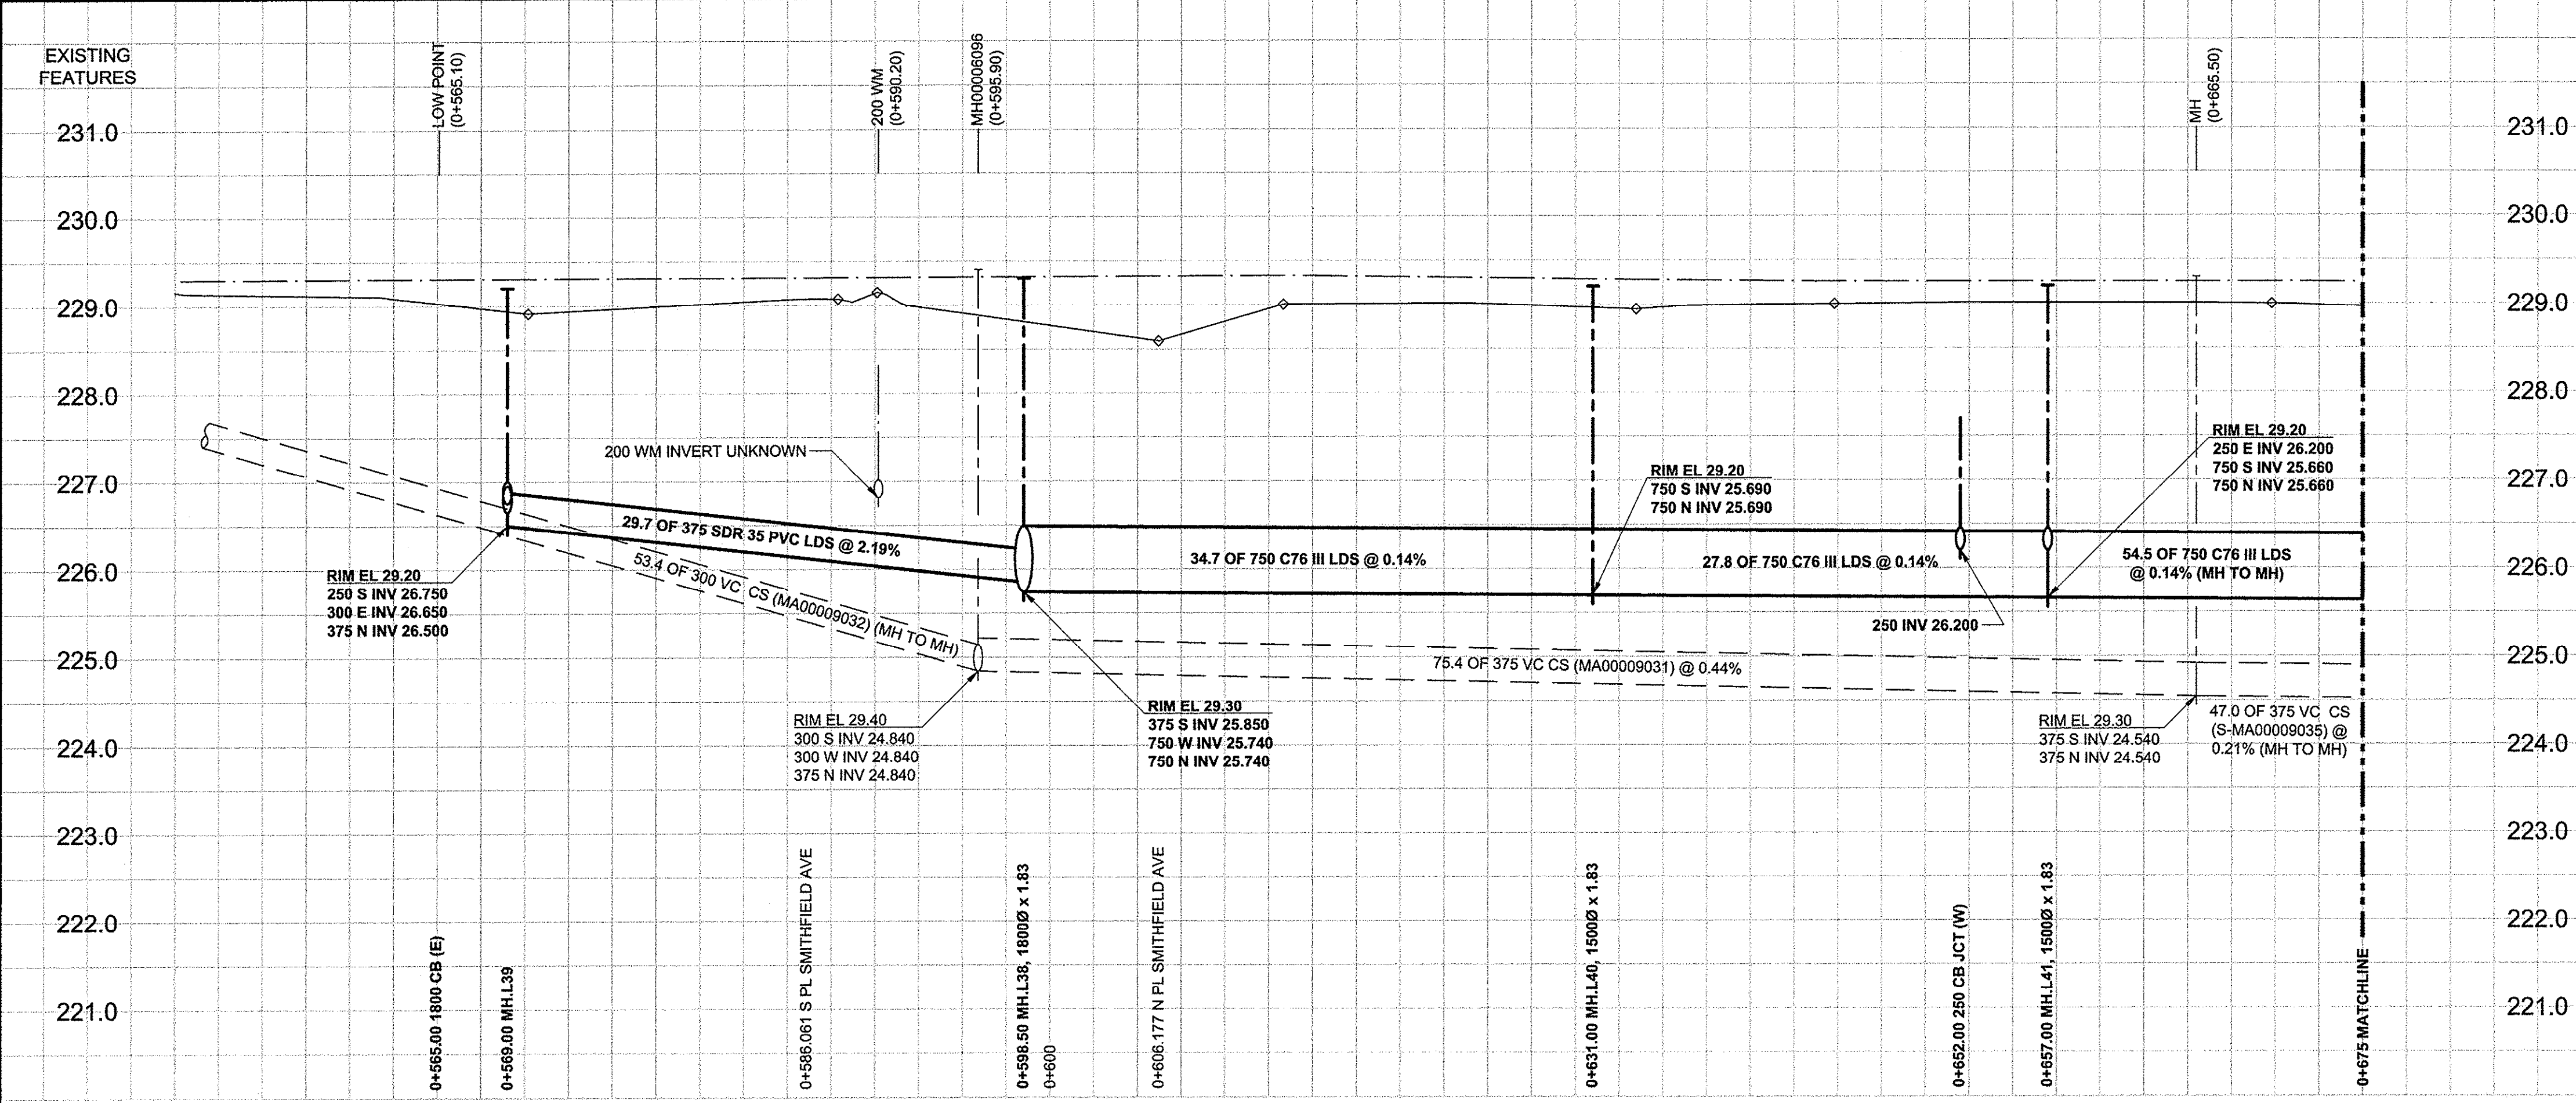 EXISTING
FEATURES
LOW POINT
(0+565.10)
200 WM
(0+590.20)
MH00006096
(0+595.90)
MH
(0+665.50)
231.0
231.0
230.0
230.0
229.0
229.0
228.0
228.0
227.0
227.0
226.0
226.0
225.0
225.0
224.0
224.0
223.0
223.0
222.0
222.0
221.0
221.0
200 WM INVERT UNKNOWN
29.7 OF 375 SDR 35 PVC LDS @ 2.19%
53.4 OF 300 VC CS (MA00009032) (MH TO MH)
RIM EL 29.20
250 S INV 26.750
300 E INV 26.650
375 N INV 26.500
RIM EL 29.40
300 S INV 24.840
300 W INV 24.840
375 N INV 24.840
RIM EL 29.30
375 S INV 25.850
750 W INV 25.740
750 N INV 25.740
34.7 OF 750 C76 III LDS @ 0.14%
RIM EL 29.20
750 S INV 25.690
750 N INV 25.690
27.8 OF 750 C76 III LDS @ 0.14%
250 INV 26.200
RIM EL 29.20
250 E INV 26.200
750 S INV 25.660
750 N INV 25.660
54.5 OF 750 C76 III LDS
@ 0.14% (MH TO MH)
75.4 OF 375 VC CS (MA00009031) @ 0.44%
RIM EL 29.30
375 S INV 24.540
375 N INV 24.540
47.0 OF 375 VC CS
(S-MA00009035) @
0.21% (MH TO MH)
0+565.00 1800 CB (E)
0+569.00 MH.L39
0+586.061 S PL SMITHFIELD AVE
0+598.50 MH.L38, 1800Ø x 1.83
0+600
0+606.177 N PL SMITHFIELD AVE
0+631.00 MH.L40, 1500Ø x 1.83
0+652.00 250 CB JCT (W)
0+657.00 MH.L41, 1500Ø x 1.83
0+675 MATCHLINE